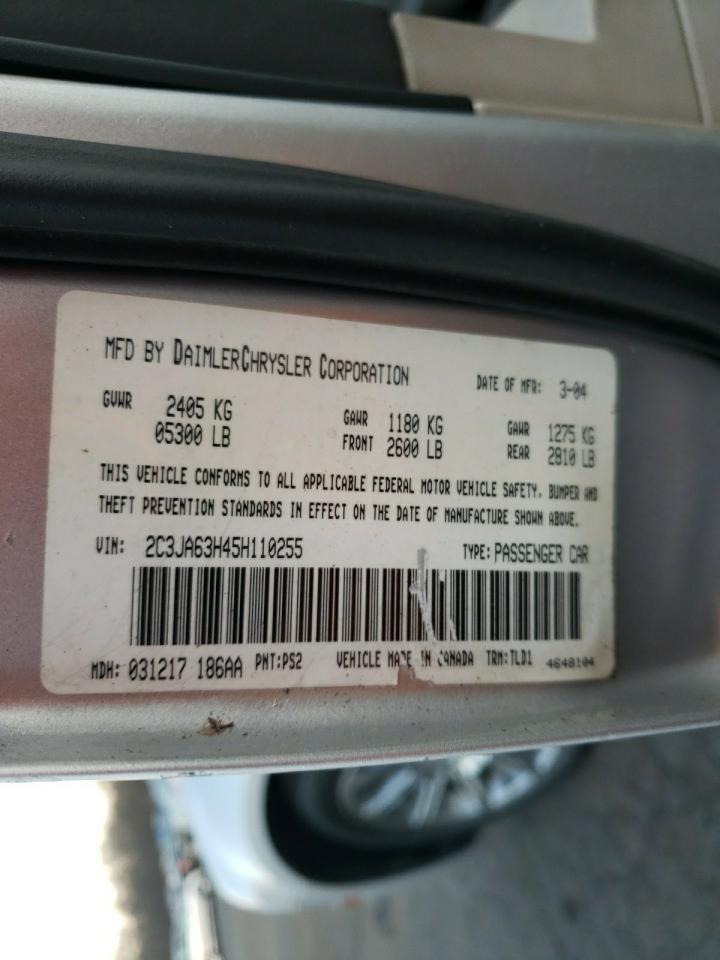 MFD BY DAIMLERCHRYSLER CORPORATION DATE OF MFR: 3-04
GVWR 2405 KG GAWR 1180 KG GAWR 1275 KG
05300 LB FRONT 2600 LB REAR 2810 LB
THIS VEHICLE CONFORMS TO ALL APPLICABLE FEDERAL MOTOR VEHICLE SAFETY, BUMPER AND
THEFT PREVENTION STANDARDS IN EFFECT ON THE DATE OF MANUFACTURE SHOWN ABOVE.
VIN: 2C3JA63H45H110255 TYPE: PASSENGER CAR
MDH: 031217 186AA PNT:PS2 VEHICLE MADE IN CANADA TRM:TLD1 4648104